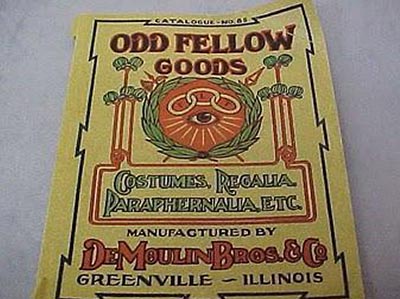 CATALOGUE-NO. 85
ODD FELLOW
GOODS
COSTUMES, REGALIA
PARAPHERNALIA, ETC.
MANUFACTURED BY
DEMOULIN BROS. & CO
GREENVILLE ~ ILLINOIS